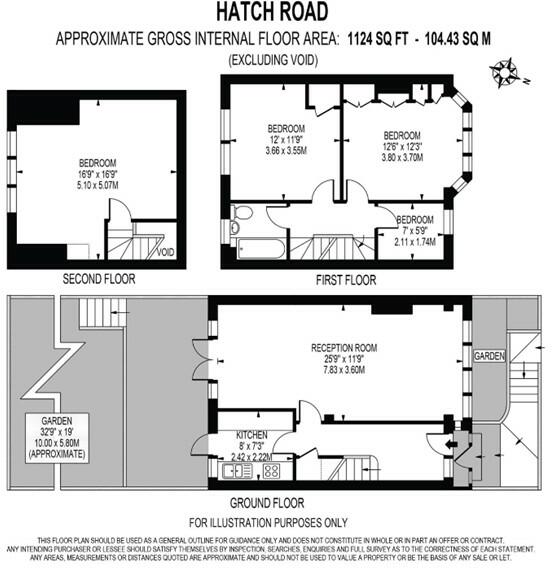 HATCH ROAD
APPROXIMATE GROSS INTERNAL FLOOR AREA: 1124 SQ FT - 104.43 SQ M
(EXCLUDING VOID)
BEDROOM
16'9" x 16'9"
5.10 x 5.07M
VOID
SECOND FLOOR
BEDROOM
12' x 11'9"
3.66 x 3.55M
BEDROOM
12'6" x 12'3"
3.80 x 3.70M
BEDROOM
7' x 5'9"
2.11 x 1.74M
FIRST FLOOR
RECEPTION ROOM
25'9" x 11'9"
7.83 x 3.60M
GARDEN
GARDEN
32'9" x 19'
10.00 x 5.80M
(APPROXIMATE)
KITCHEN
8' x 7'3"
2.42 x 2.22M
GROUND FLOOR
FOR ILLUSTRATION PURPOSES ONLY
THIS FLOOR PLAN SHOULD BE USED AS A GENERAL OUTLINE FOR GUIDANCE ONLY AND DOES NOT CONSTITUTE IN WHOLE OR IN PART AN OFFER OR CONTRACT.
ANY INTENDING PURCHASER OR LESSEE SHOULD SATISFY THEMSELVES BY INSPECTION, SEARCHES, ENQUIRIES AND FULL SURVEY AS TO THE CORRECTNESS OF EACH STATEMENT.
ANY AREAS, MEASUREMENTS OR DISTANCES QUOTED ARE APPROXIMATE AND SHOULD NOT BE USED TO VALUE A PROPERTY OR BE THE BASIS OF ANY SALE OR LET.